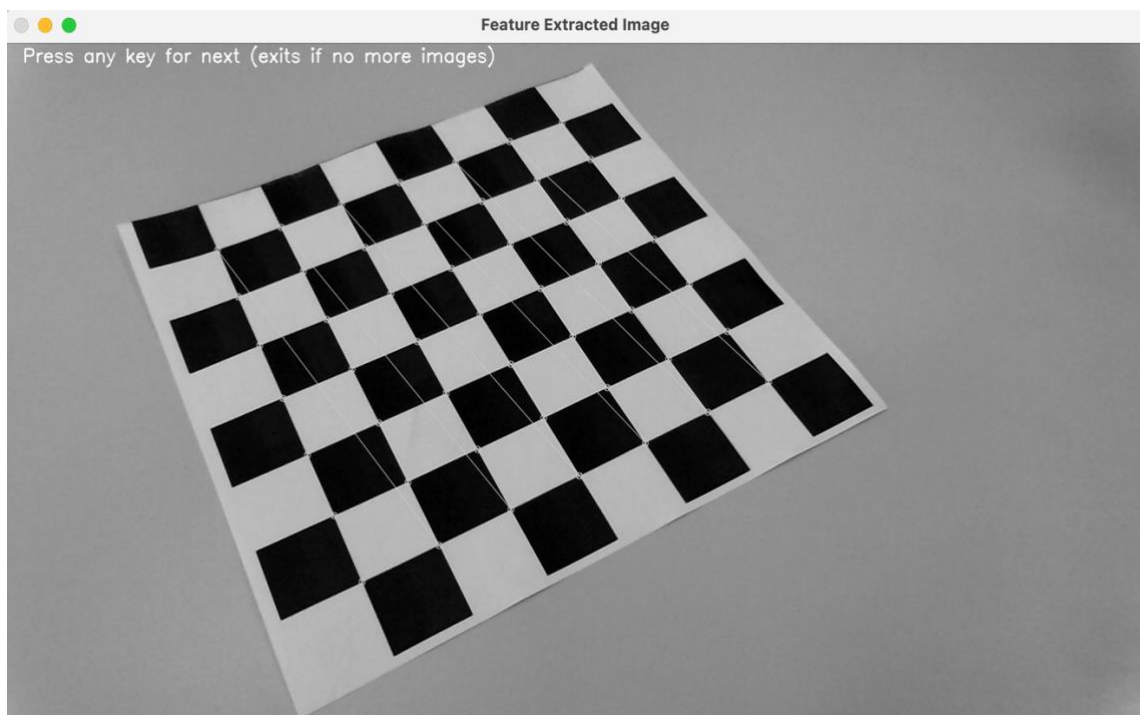 Feature Extracted Image
Press any key for next (exits if no more images)